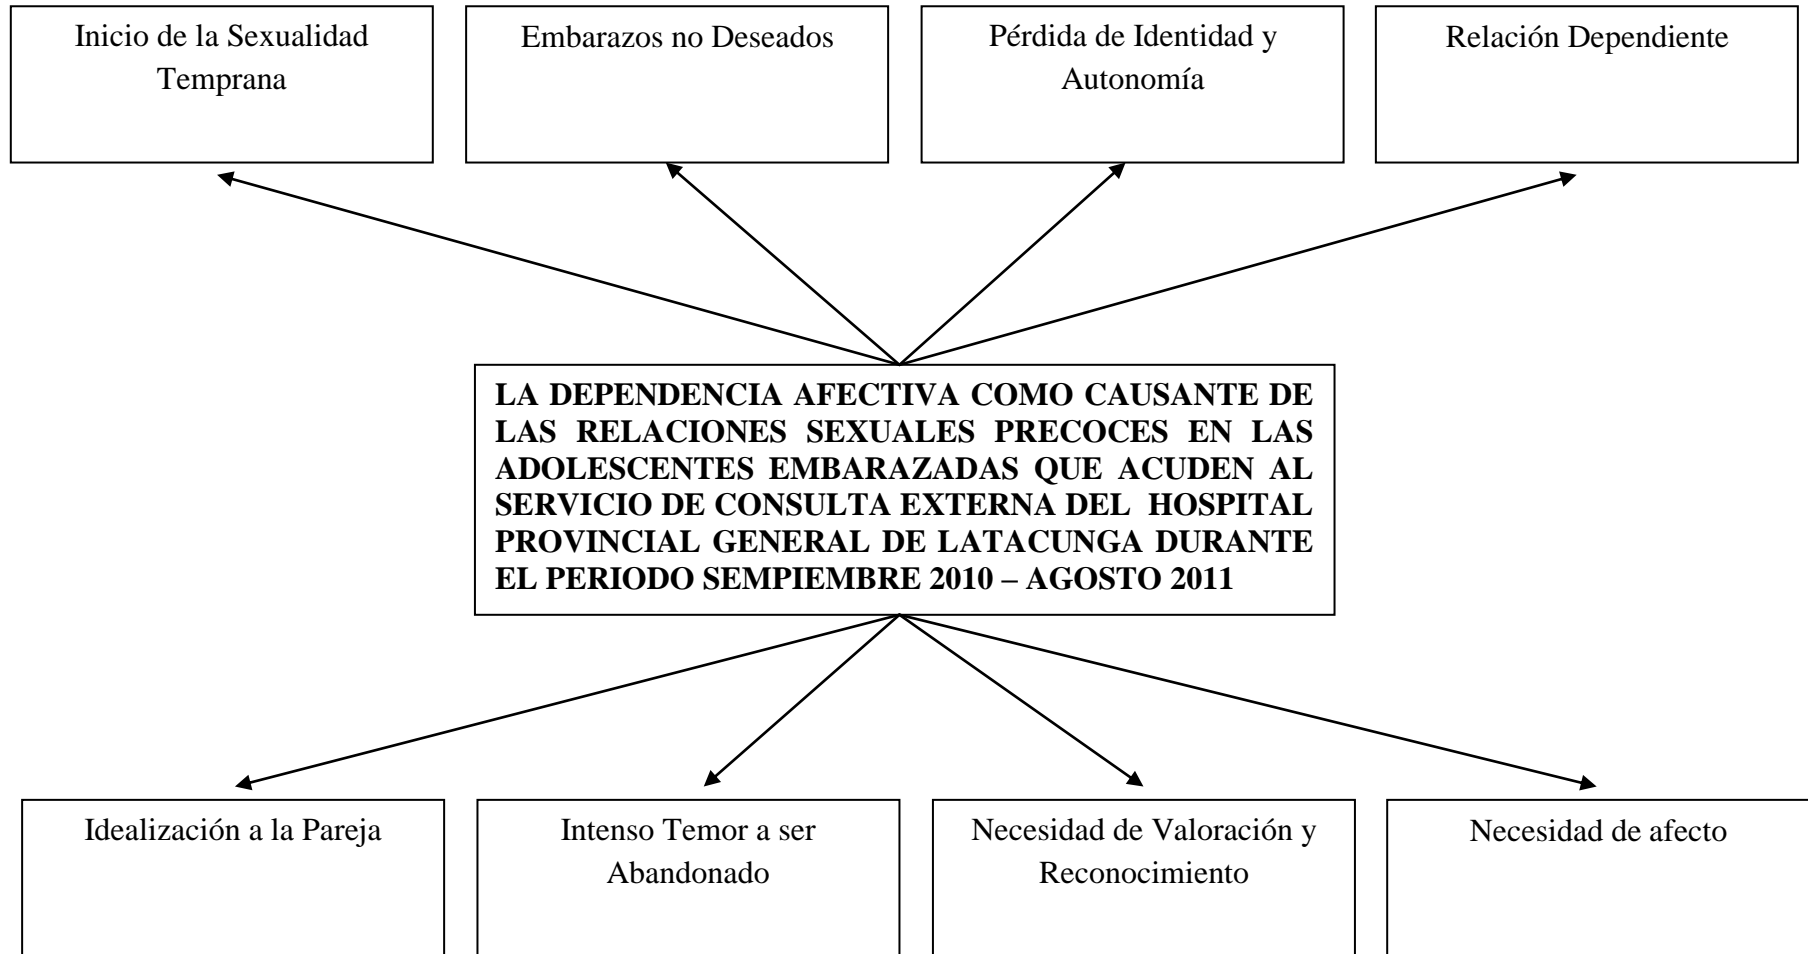 Inicio de la Sexualidad
Temprana
Embarazos no Deseados
Pérdida de Identidad y
Autonomía
Relación Dependiente
LA DEPENDENCIA AFECTIVA COMO CAUSANTE DE
LAS RELACIONES SEXUALES PRECOCES EN LAS
ADOLESCENTES EMBARAZADAS QUE ACUDEN AL
SERVICIO DE CONSULTA EXTERNA DEL HOSPITAL
PROVINCIAL GENERAL DE LATACUNGA DURANTE
EL PERIODO SEMPIEMBRE 2010 – AGOSTO 2011
Idealización a la Pareja
Intenso Temor a ser
Abandonado
Necesidad de Valoración y
Reconocimiento
Necesidad de afecto